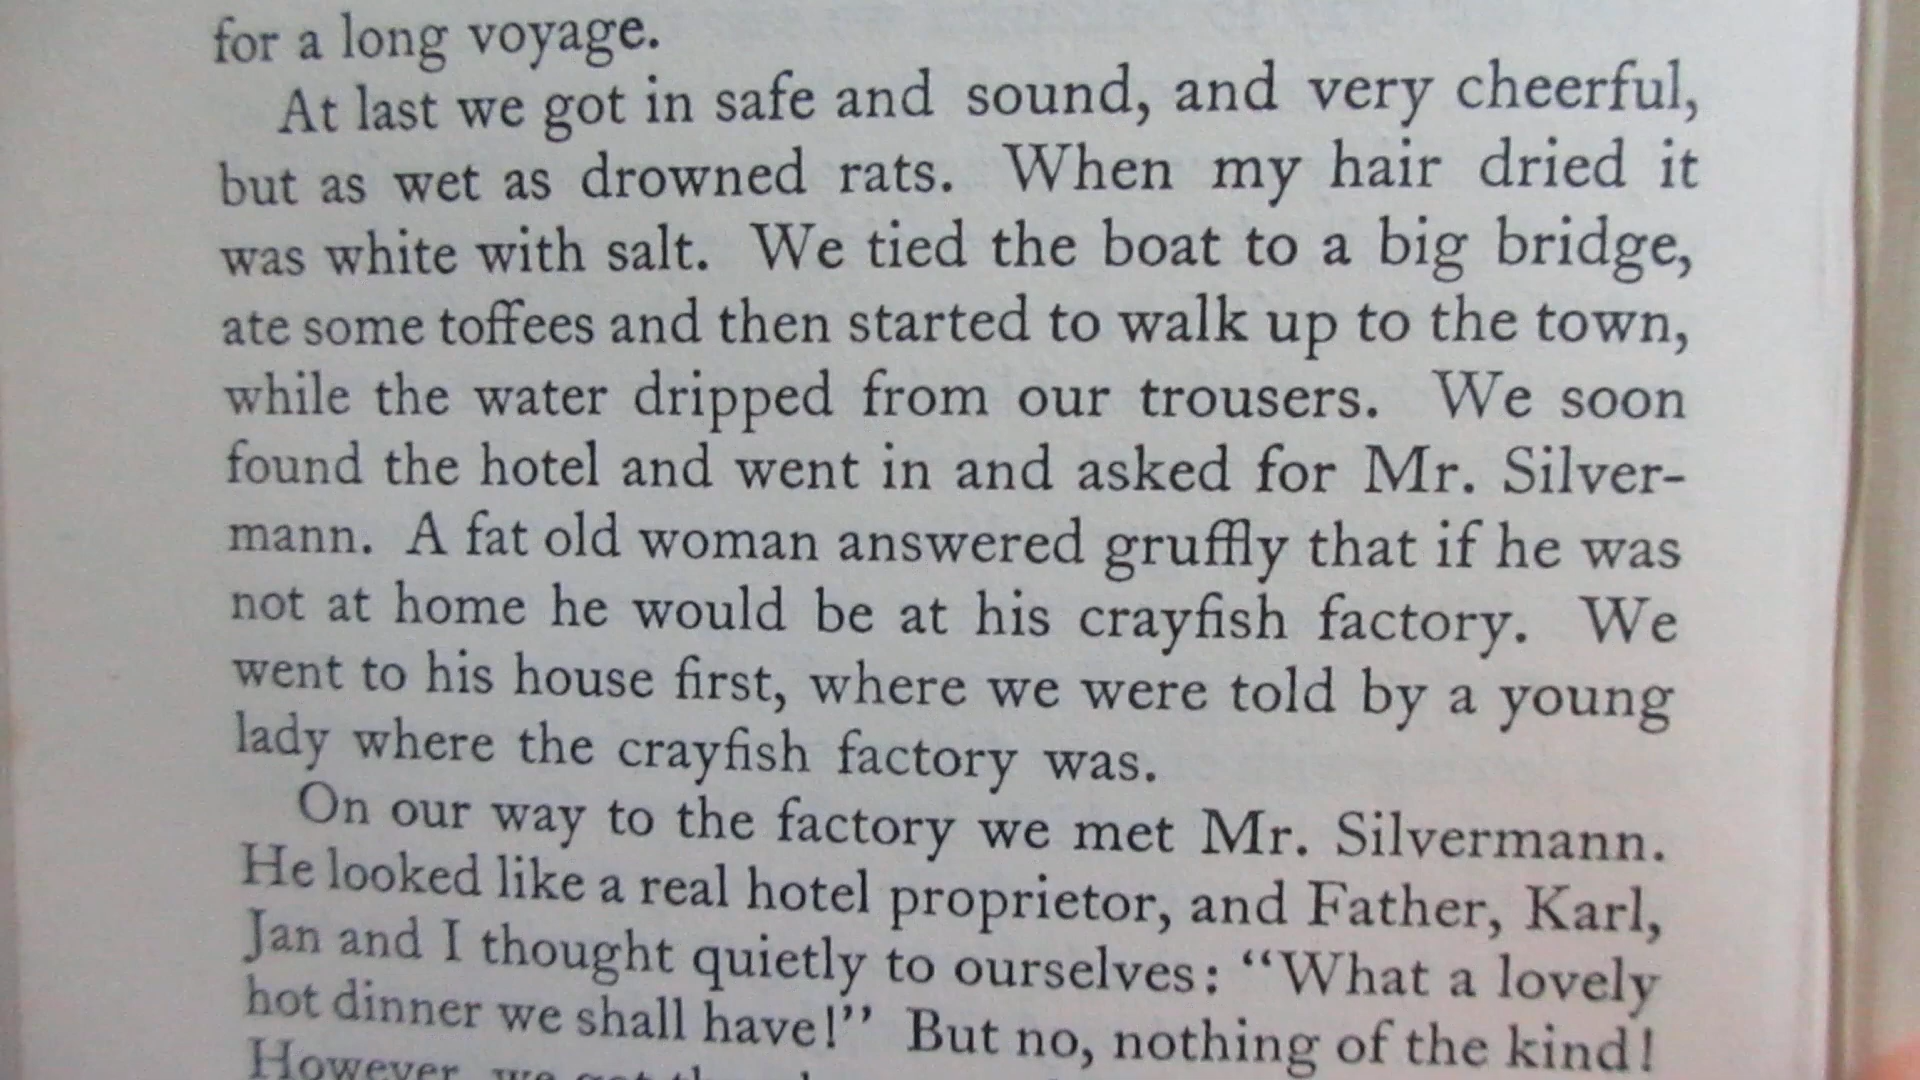 for a long voyage.
At last we got in safe and sound, and very cheerful,
but as wet as drowned rats. When my hair dried it
was white with salt. We tied the boat to a big bridge,
ate some toffees and then started to walk up to the town,
while the water dripped from our trousers. We soon
found the hotel and went in and asked for Mr. Silver-
mann. A fat old woman answered gruffly that if he was
not at home he would be at his crayfish factory. We
went to his house first, where we were told by a young
lady where the crayfish factory was.
On our way to the factory we met Mr. Silvermann.
He looked like a real hotel proprietor, and Father, Karl,
Jan and I thought quietly to ourselves: “What a lovely
hot dinner we shall have!” But no, nothing of the kind!
However, we got